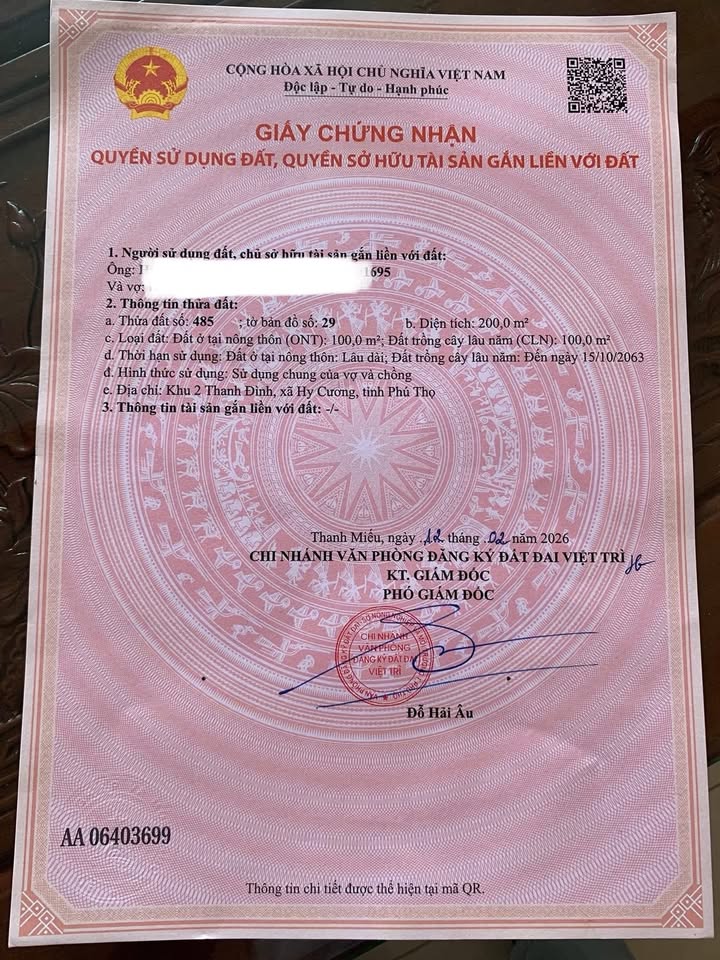 CỘNG HÒA XÃ HỘI CHỦ NGHĨA VIỆT NAM
Độc lập - Tự do - Hạnh phúc
GIẤY CHỨNG NHẬN
QUYỀN SỬ DỤNG ĐẤT, QUYỀN SỞ HỮU TÀI SẢN GẮN LIỀN VỚI ĐẤT
1. Người sử dụng đất, chủ sở hữu tài sản gắn liền với đất:
Ông: 1695
Và vợ:
2. Thông tin thửa đất:
a. Thửa đất số: 485 ; tờ bản đồ số: 29 b. Diện tích: 200,0 m²
c. Loại đất: Đất ở tại nông thôn (ONT): 100,0 m²; Đất trồng cây lâu năm (CLN): 100,0 m²
d. Thời hạn sử dụng: Đất ở tại nông thôn: Lâu dài; Đất trồng cây lâu năm: Đến ngày 15/10/2063
đ. Hình thức sử dụng: Sử dụng chung của vợ và chồng
e. Địa chỉ: Khu 2 Thanh Đình, xã Hy Cương, tỉnh Phú Thọ
3. Thông tin tài sản gắn liền với đất: -/-
Thanh Miếu, ngày .12 tháng .02 năm 2026
CHI NHÁNH VĂN PHÒNG ĐĂNG KÝ ĐẤT ĐAI VIỆT TRÌ
KT. GIÁM ĐỐC
PHÓ GIÁM ĐỐC
CHI NHÁNH
VĂN PHÒNG
ĐĂNG KÝ ĐẤT ĐAI
VIỆT TRÌ
Đỗ Hải Âu
AA 06403699
Thông tin chi tiết được thể hiện tại mã QR.